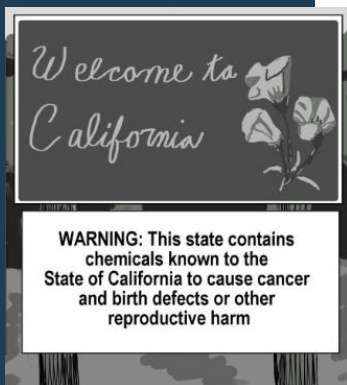 Welcome to
California
WARNING: This state contains
chemicals known to the
State of California to cause cancer
and birth defects or other
reproductive harm